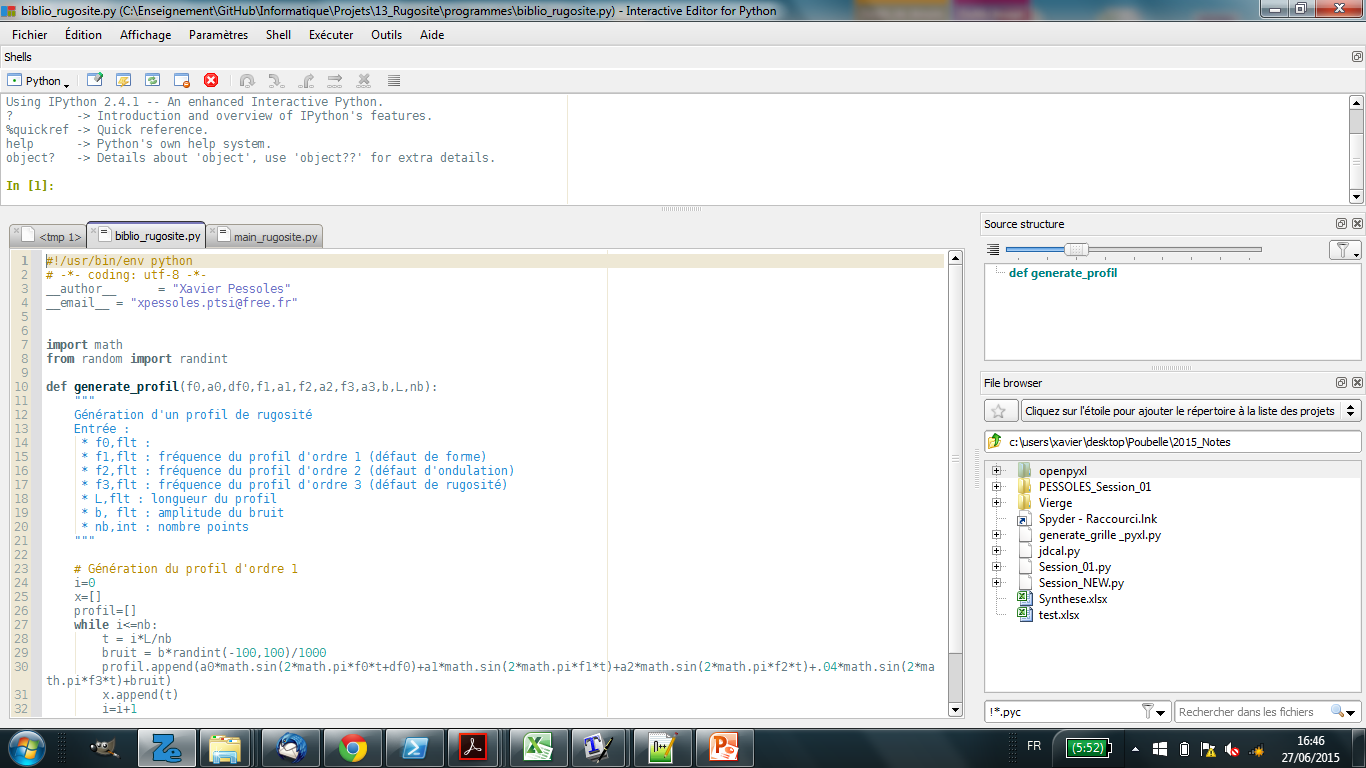 biblio_rugosite.py (C:\Enseignement\GitHub\Informatique\Projets\13_Rugosite\programmes\biblio_rugosite.py) - Interactive Editor for Python
Fichier Édition Affichage Paramètres Shell Exécuter Outils Aide
Shells
Python
Using IPython 2.4.1 -- An enhanced Interactive Python.
? -> Introduction and overview of IPython's features.
%quickref -> Quick reference.
help -> Python's own help system.
object? -> Details about 'object', use 'object??' for extra details.
In [1]:
<tmp 1> biblio_rugosite.py main_rugosite.py
1 #!/usr/bin/env python
2 # -*- coding: utf-8 -*-
3 __author__ = "Xavier Pessoles"
4 __email__ = "xpessoles.ptsi@free.fr"
5
6
7 import math
8 from random import randint
9
10 def generate_profil(f0,a0,df0,f1,a1,f2,a2,f3,a3,b,L,nb):
11 """
12 Génération d'un profil de rugosité
13 Entrée :
14 * f0,flt :
15 * f1,flt : fréquence du profil d'ordre 1 (défaut de forme)
16 * f2,flt : fréquence du profil d'ordre 2 (défaut d'ondulation)
17 * f3,flt : fréquence du profil d'ordre 3 (défaut de rugosité)
18 * L,flt : longueur du profil
19 * b, flt : amplitude du bruit
20 * nb,int : nombre points
21 """
22
23 # Génération du profil d'ordre 1
24 i=0
25 x=[]
26 profil=[]
27 while i<=nb:
28 t = i*L/nb
29 bruit = b*randint(-100,100)/1000
30 profil.append(a0*math.sin(2*math.pi*f0*t+df0)+a1*math.sin(2*math.pi*f1*t)+a2*math.sin(2*math.pi*f2*t)+.04*math.sin(2*ma
th.pi*f3*t)+bruit)
31 x.append(t)
32 i=i+1
Source structure
def generate_profil
File browser
Cliquez sur l'étoile pour ajouter le répertoire à la liste des projets
c:\users\xavier\desktop\Poubelle\2015_Notes
openpyxl
PESSOLES_Session_01
Vierge
Spyder - Raccourci.lnk
generate_grille _pyxl.py
jdcal.py
Session_01.py
Session_NEW.py
Synthese.xlsx
test.xlsx
!*.pyc
Rechercher dans les fichiers
FR
(5:52)
16:46
27/06/2015